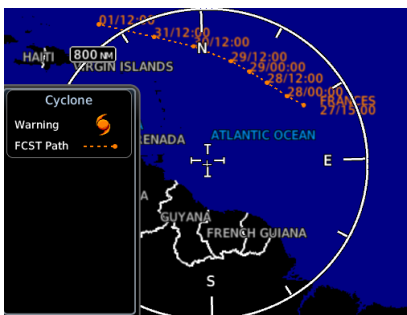 01/12:00
31/12:00
30/12:00
N
29/12:00
29/00:00
28/12:00
28/00:00
FRANCES
27/15:00
HAITI
800 NM
VIRGIN ISLANDS
Cyclone
Warning
FCST Path
RENADA
ATLANTIC OCEAN
E
A
GUYANA
FRENCH GUIANA
S